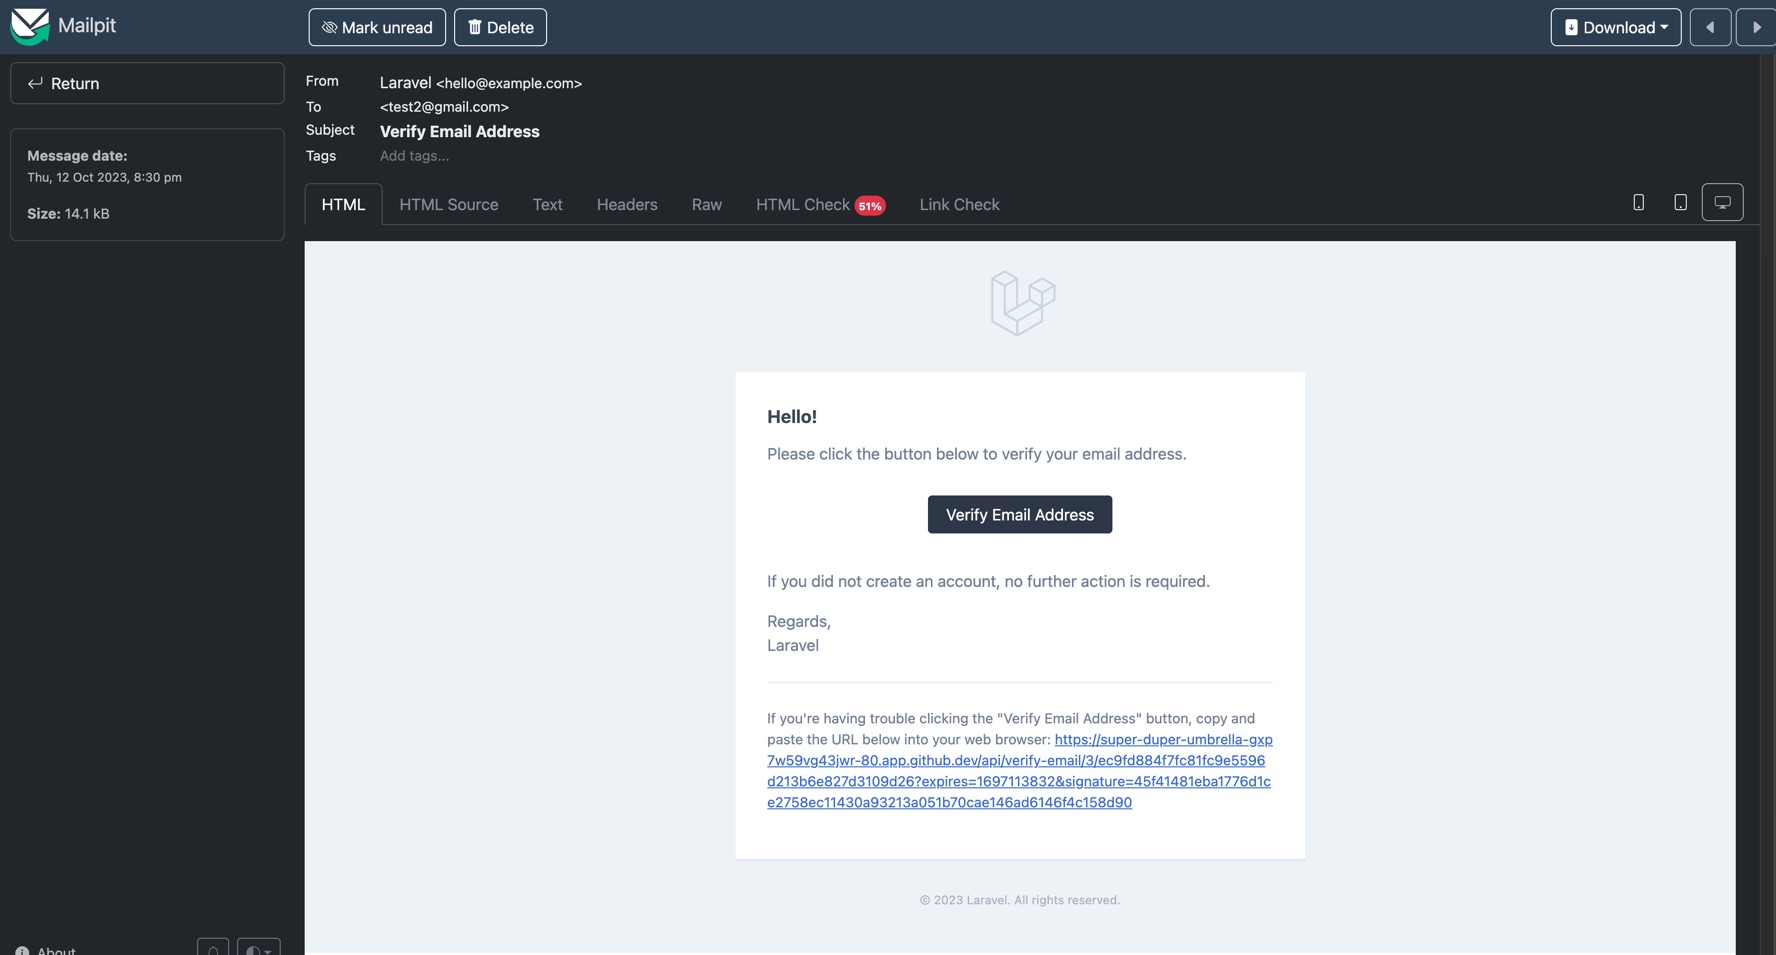 Mailpit
Mark unread
Delete
Download
Return
Message date:
Thu, 12 Oct 2023, 8:30 pm
Size: 14.1 kB
From Laravel <hello@example.com>
To <test2@gmail.com>
Subject Verify Email Address
Tags Add tags...
HTML HTML Source Text Headers Raw HTML Check 51% Link Check
Hello!
Please click the button below to verify your email address.
Verify Email Address
If you did not create an account, no further action is required.
Regards,
Laravel
If you're having trouble clicking the "Verify Email Address" button, copy and
paste the URL below into your web browser: https://super-duper-umbrella-gxp
7w59vg43jwr-80.app.github.dev/api/verify-email/3/ec9fd884f7fc81fc9e5596
d213b6e827d3109d26?expires=1697113832&signature=45f41481eba1776d1c
e2758ec11430a93213a051b70cae146ad6146f4c158d90
© 2023 Laravel. All rights reserved.
About